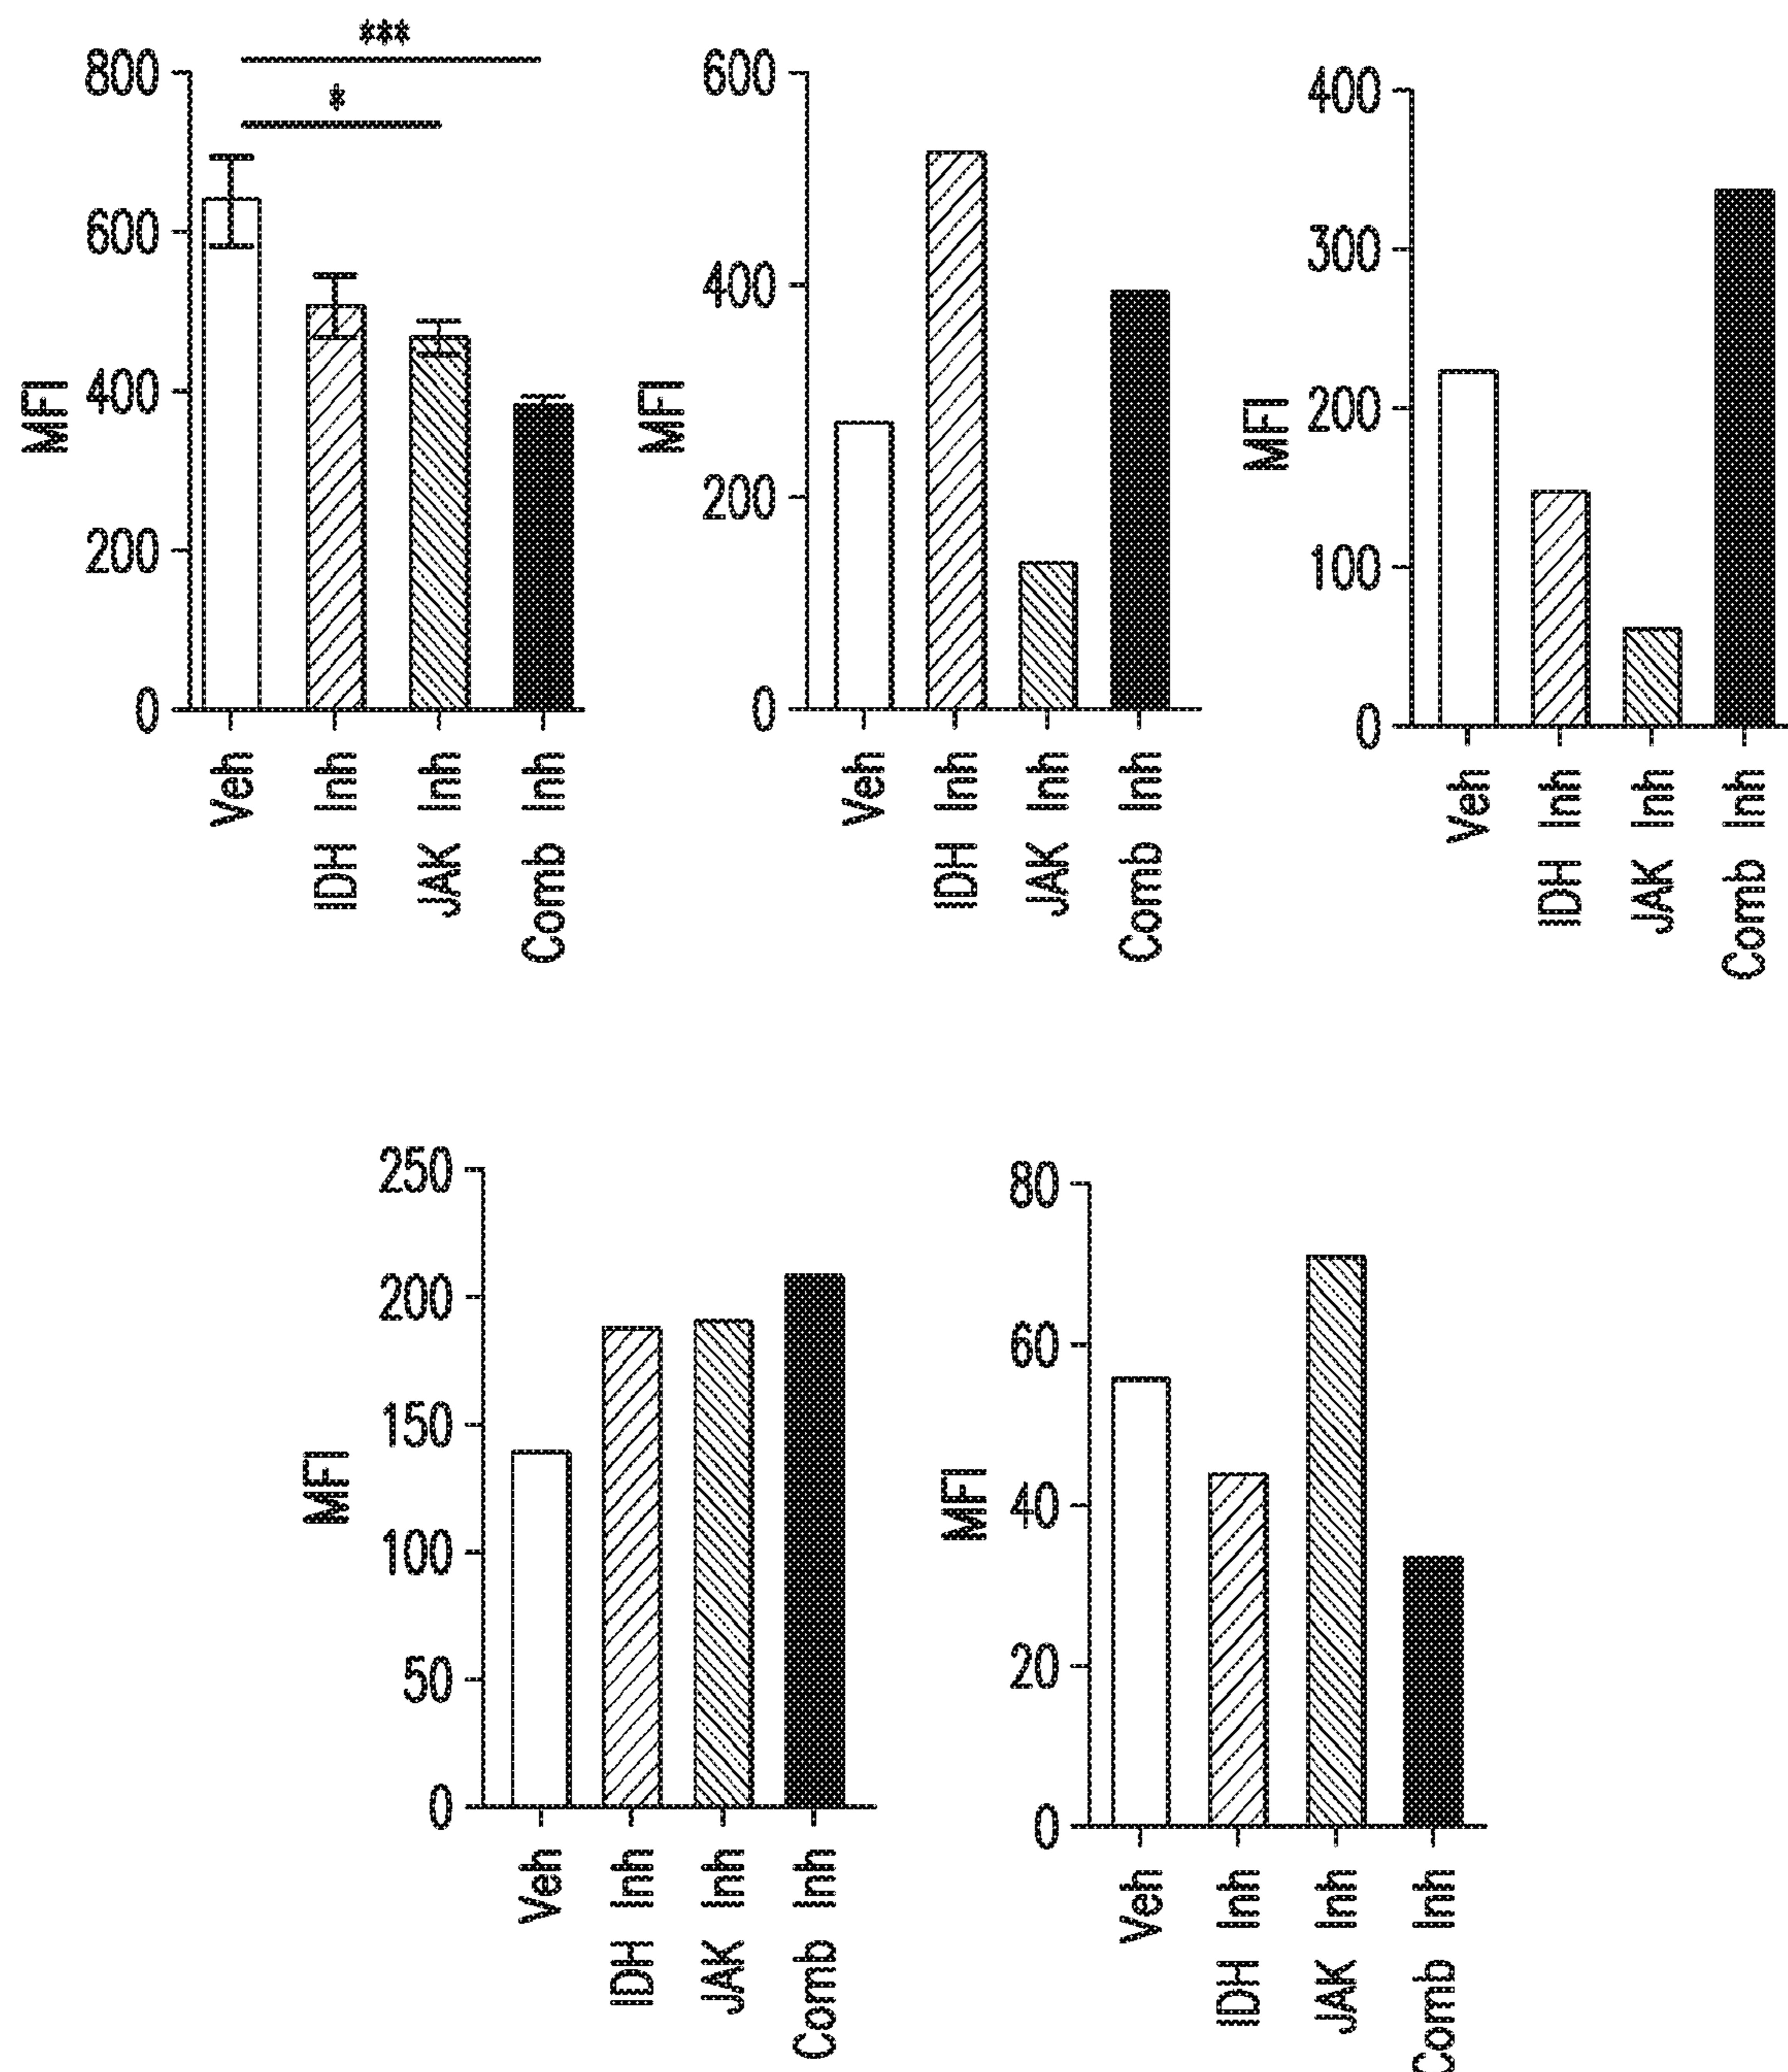 ***
*
800
600
400
200
0
MFI
Veh
IDH Inh
JAK Inh
Comb Inh
600
400
200
0
MFI
Veh
IDH Inh
JAK Inh
Comb Inh
400
300
200
100
0
MFI
Veh
IDH Inh
JAK Inh
Comb Inh
250
200
150
100
50
0
MFI
Veh
IDH Inh
JAK Inh
Comb Inh
80
60
40
20
0
MFI
Veh
IDH Inh
JAK Inh
Comb Inh